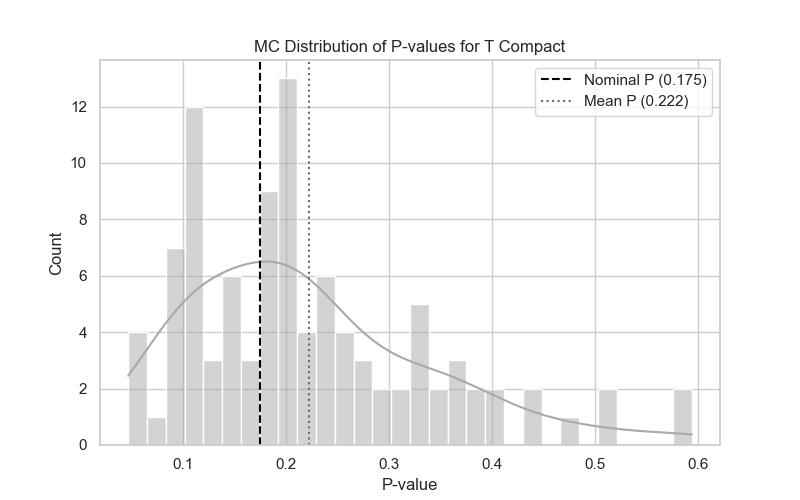 MC Distribution of P-values for T Compact
Nominal P (0.175)
Mean P (0.222)
12
10
8
6
4
2
0
Count
0.1 0.2 0.3 0.4 0.5 0.6
P-value